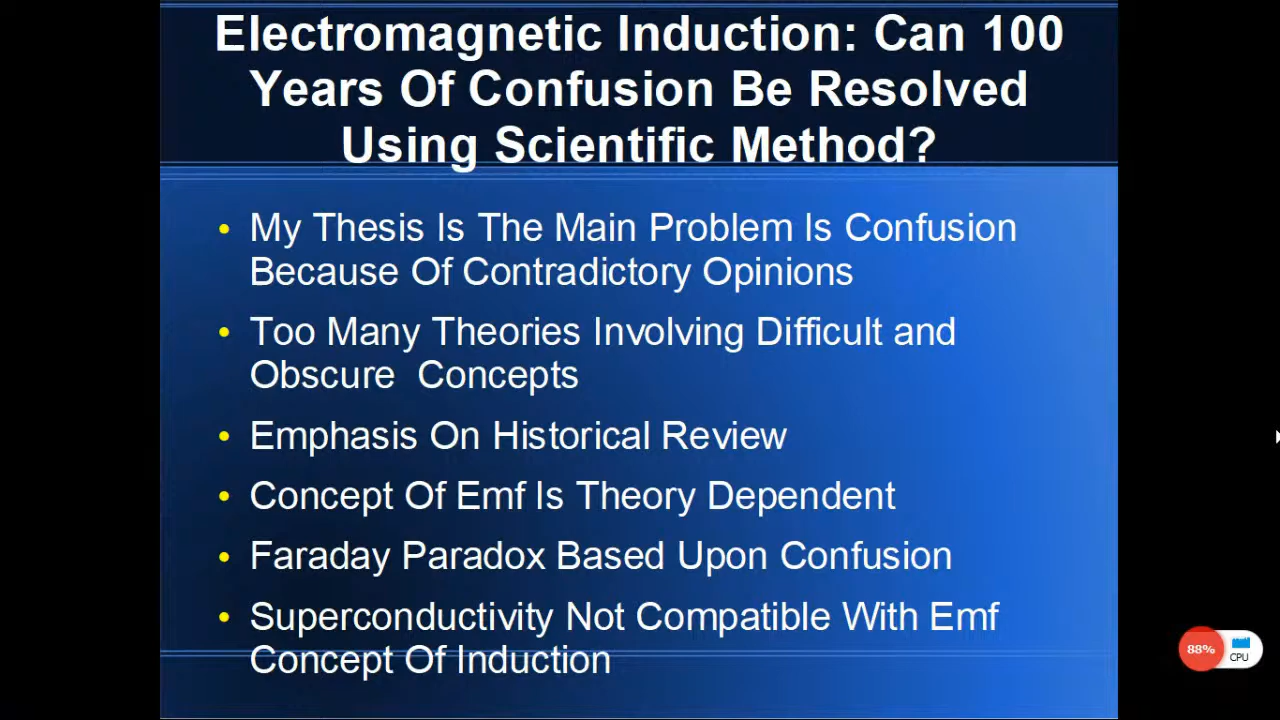 Electromagnetic Induction: Can 100
Years Of Confusion Be Resolved
Using Scientific Method?
• My Thesis Is The Main Problem Is Confusion
Because Of Contradictory Opinions
• Too Many Theories Involving Difficult and
Obscure  Concepts
• Emphasis On Historical Review
• Concept Of Emf Is Theory Dependent
• Faraday Paradox Based Upon Confusion
• Superconductivity Not Compatible With Emf
Concept Of Induction
88%
CPU